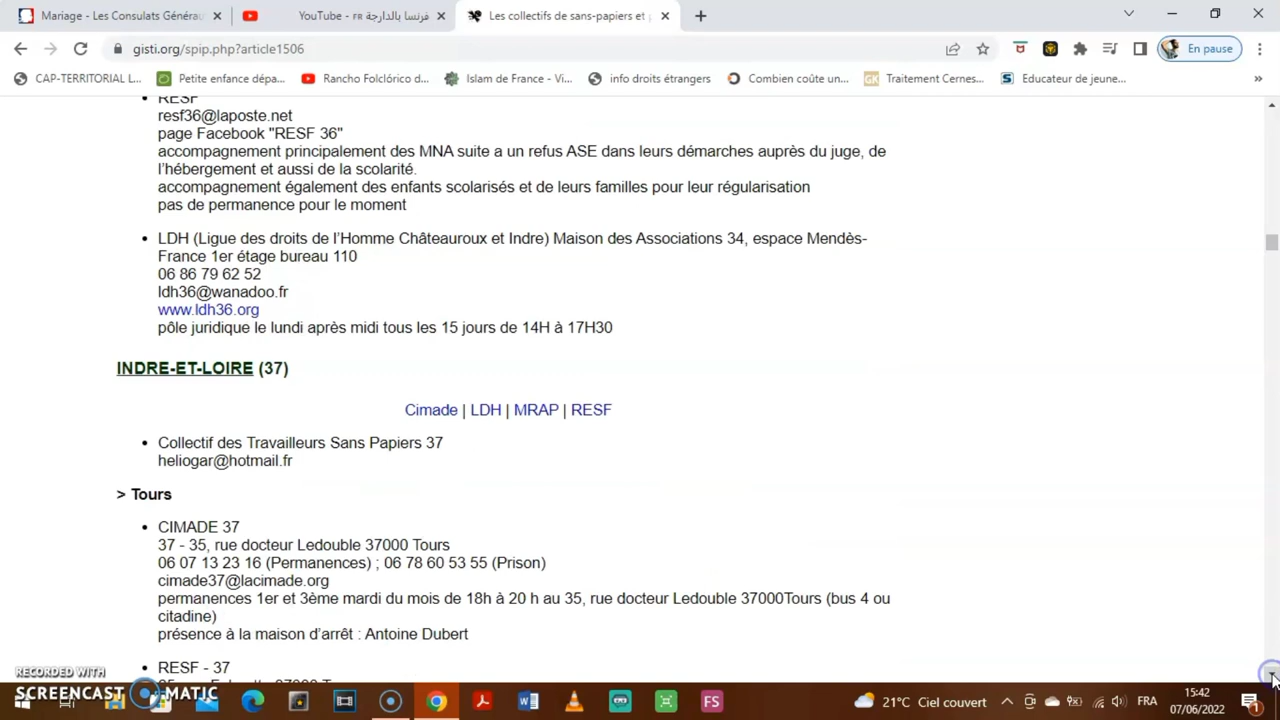 Mariage - Les Consulats Générau
YouTube - FR فرنسا بالدارجة
Les collectifs de sans-papiers et
gisti.org/spip.php?article1506
En pause
CAP-TERRITORIAL L...
Petite enfance dépa...
Rancho Folclórico d...
Islam de France - Vi...
info droits étrangers
Combien coûte un...
Traitement Cernes...
Educateur de jeune...
RESF
resf36@laposte.net
page Facebook "RESF 36"
accompagnement principalement des MNA suite a un refus ASE dans leurs démarches auprès du juge, de
l'hébergement et aussi de la scolarité.
accompagnement également des enfants scolarisés et de leurs familles pour leur régularisation
pas de permanence pour le moment
LDH (Ligue des droits de l'Homme Châteauroux et Indre) Maison des Associations 34, espace Mendès-
France 1er étage bureau 110
06 86 79 62 52
ldh36@wanadoo.fr
www.ldh36.org
pôle juridique le lundi après midi tous les 15 jours de 14H à 17H30
INDRE-ET-LOIRE (37)
Cimade | LDH | MRAP | RESF
Collectif des Travailleurs Sans Papiers 37
heliogar@hotmail.fr
> Tours
CIMADE 37
37 - 35, rue docteur Ledouble 37000 Tours
06 07 13 23 16 (Permanences) ; 06 78 60 53 55 (Prison)
cimade37@lacimade.org
permanences 1er et 3ème mardi du mois de 18h à 20 h au 35, rue docteur Ledouble 37000Tours (bus 4 ou
citadine)
présence à la maison d'arrêt : Antoine Dubert
RESF - 37
RECORDED WITH
SCREENCAST MATIC
FS
21°C Ciel couvert
FRA
15:42
07/06/2022
1